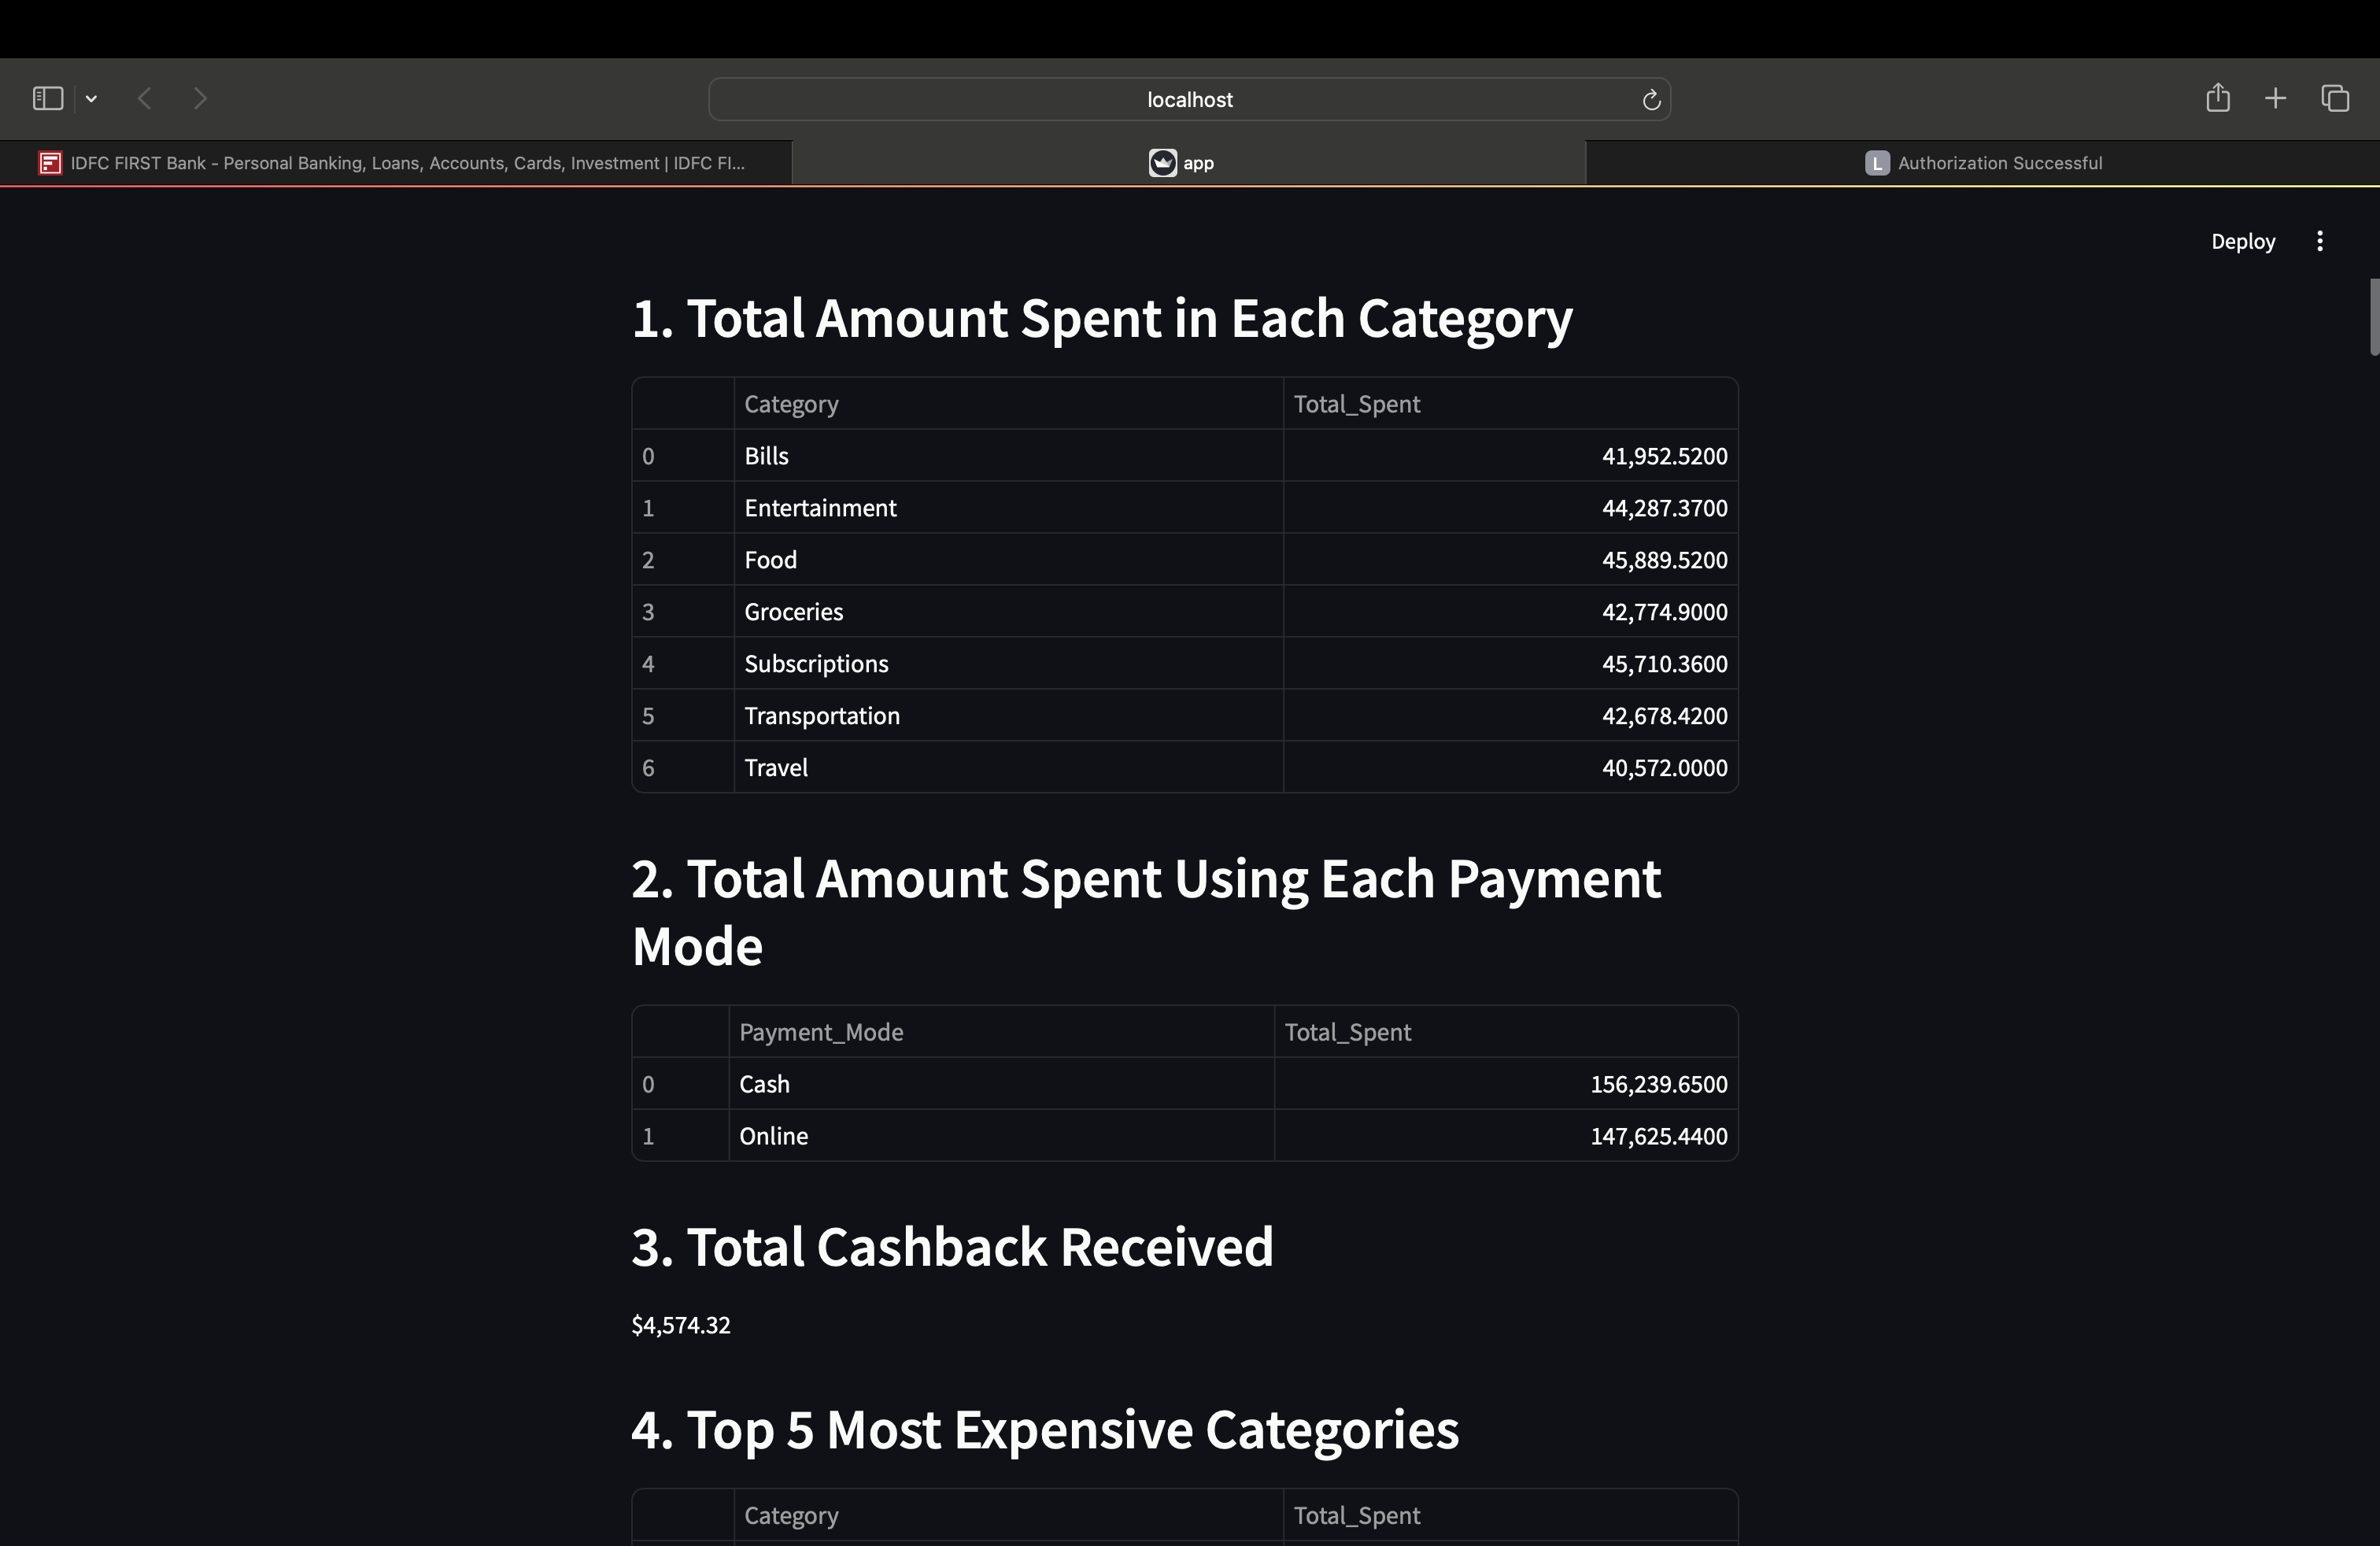 localhost
IDFC FIRST Bank - Personal Banking, Loans, Accounts, Cards, Investment | IDFC FI...
app
L Authorization Successful
Deploy
1. Total Amount Spent in Each Category
Category Total_Spent
0 Bills 41,952.5200
1 Entertainment 44,287.3700
2 Food 45,889.5200
3 Groceries 42,774.9000
4 Subscriptions 45,710.3600
5 Transportation 42,678.4200
6 Travel 40,572.0000
2. Total Amount Spent Using Each Payment
Mode
Payment_Mode Total_Spent
0 Cash 156,239.6500
1 Online 147,625.4400
3. Total Cashback Received
$4,574.32
4. Top 5 Most Expensive Categories
Category Total_Spent